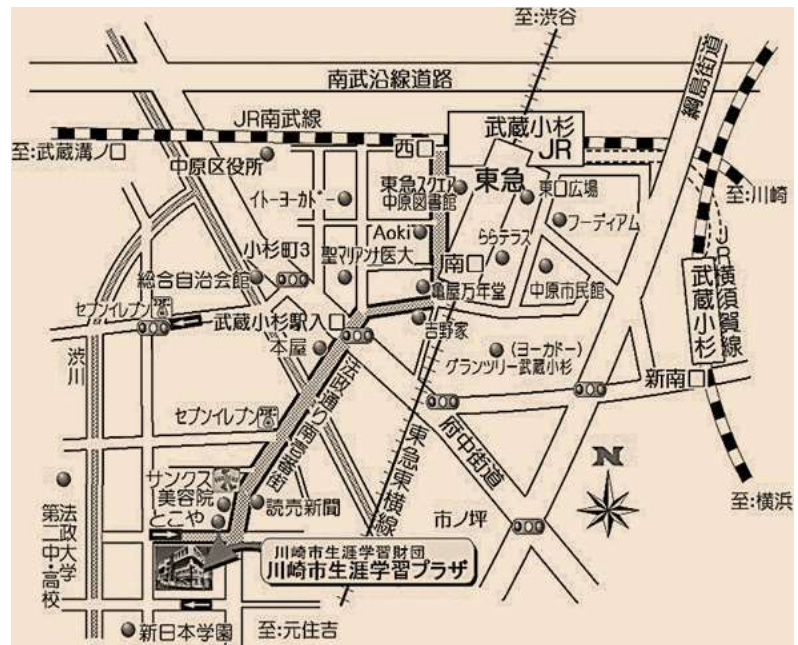 至:渋谷
南武沿線道路
綱島街道
JR南武線
武蔵小杉
JR
至:武蔵溝ノ口
西口
中原区役所
東急スクエア
中原図書館
東急
東口広場
至:川崎
イトーヨーカドー
フーディアム
Aoki
小杉町3
聖マリアンナ医大
南口
ららテラス
JR横須賀線
武蔵小杉
総合自治会館
亀屋万年堂
中原市民館
セブンイレブン
武蔵小杉駅入口
吉野家
渋川
本屋
(ヨーカドー)
グランツリー武蔵小杉
新南口
セブンイレブン
法政通り商店街
府中街道
東急東横線
N
サンクス
美容院
とこや
読売新聞
市ノ坪
至:横浜
法政大学
第二中・高校
川崎市生涯学習財団
川崎市生涯学習プラザ
新日本学園
至:元住吉